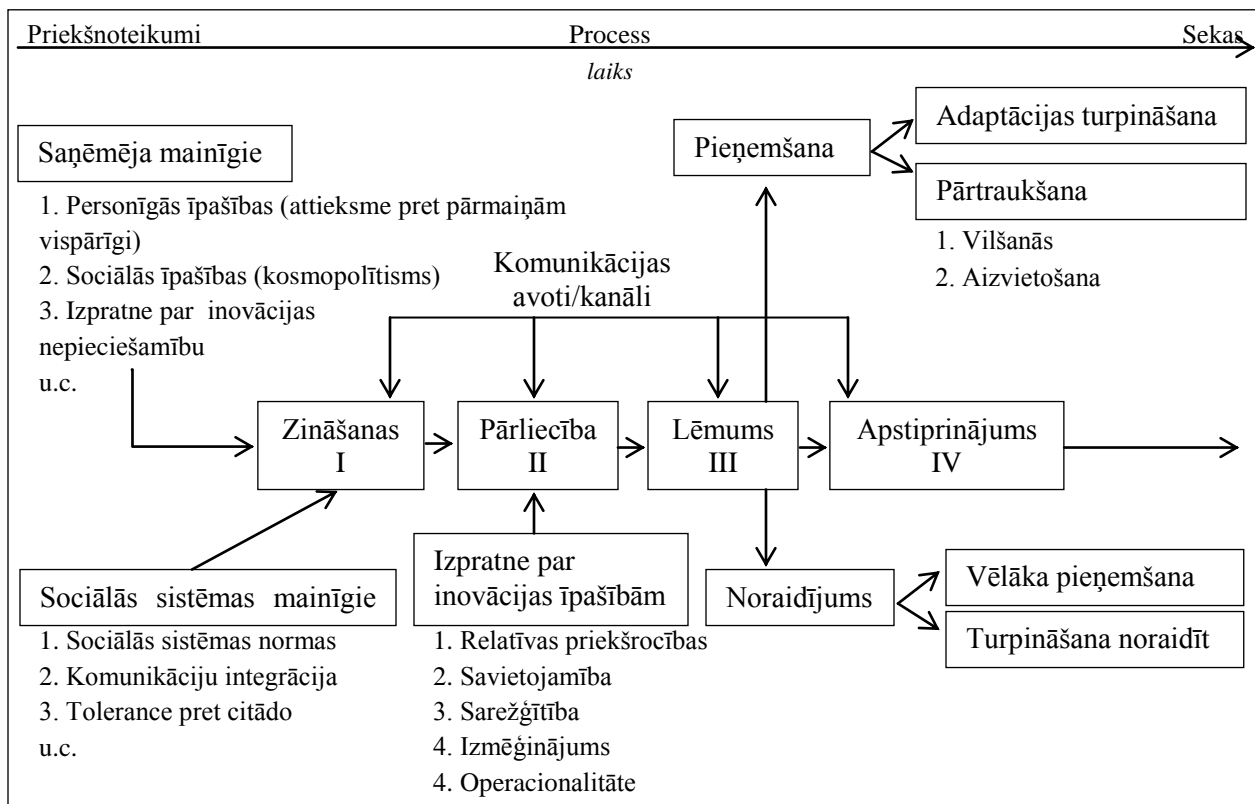 Priekšnoteikumi
Process
Sekas
laiks
Saņēmēja mainīgie
1. Personīgās īpašības (attieksme pret pārmaiņām
vispārīgi)
2. Sociālās īpašības (kosmopolītisms)
3. Izpratne par inovācijas
nepieciešamību
u.c.
Komunikācijas
avoti/kanāli
Pieņemšana
Adaptācijas turpināšana
Pārtraukšana
1. Vilšanās
2. Aizvietošana
Zināšanas
I
Pārliecība
II
Lēmums
III
Apstiprinājums
IV
Sociālās sistēmas mainīgie
1. Sociālās sistēmas normas
2. Komunikāciju integrācija
3. Tolerance pret citādo
u.c.
Izpratne par
inovācijas īpašībām
1. Relatīvas priekšrocības
2. Savietojamība
3. Sarežģītība
4. Izmēģinājums
4. Operacionalitāte
Noraidījums
Vēlāka pieņemšana
Turpināšana noraidīt